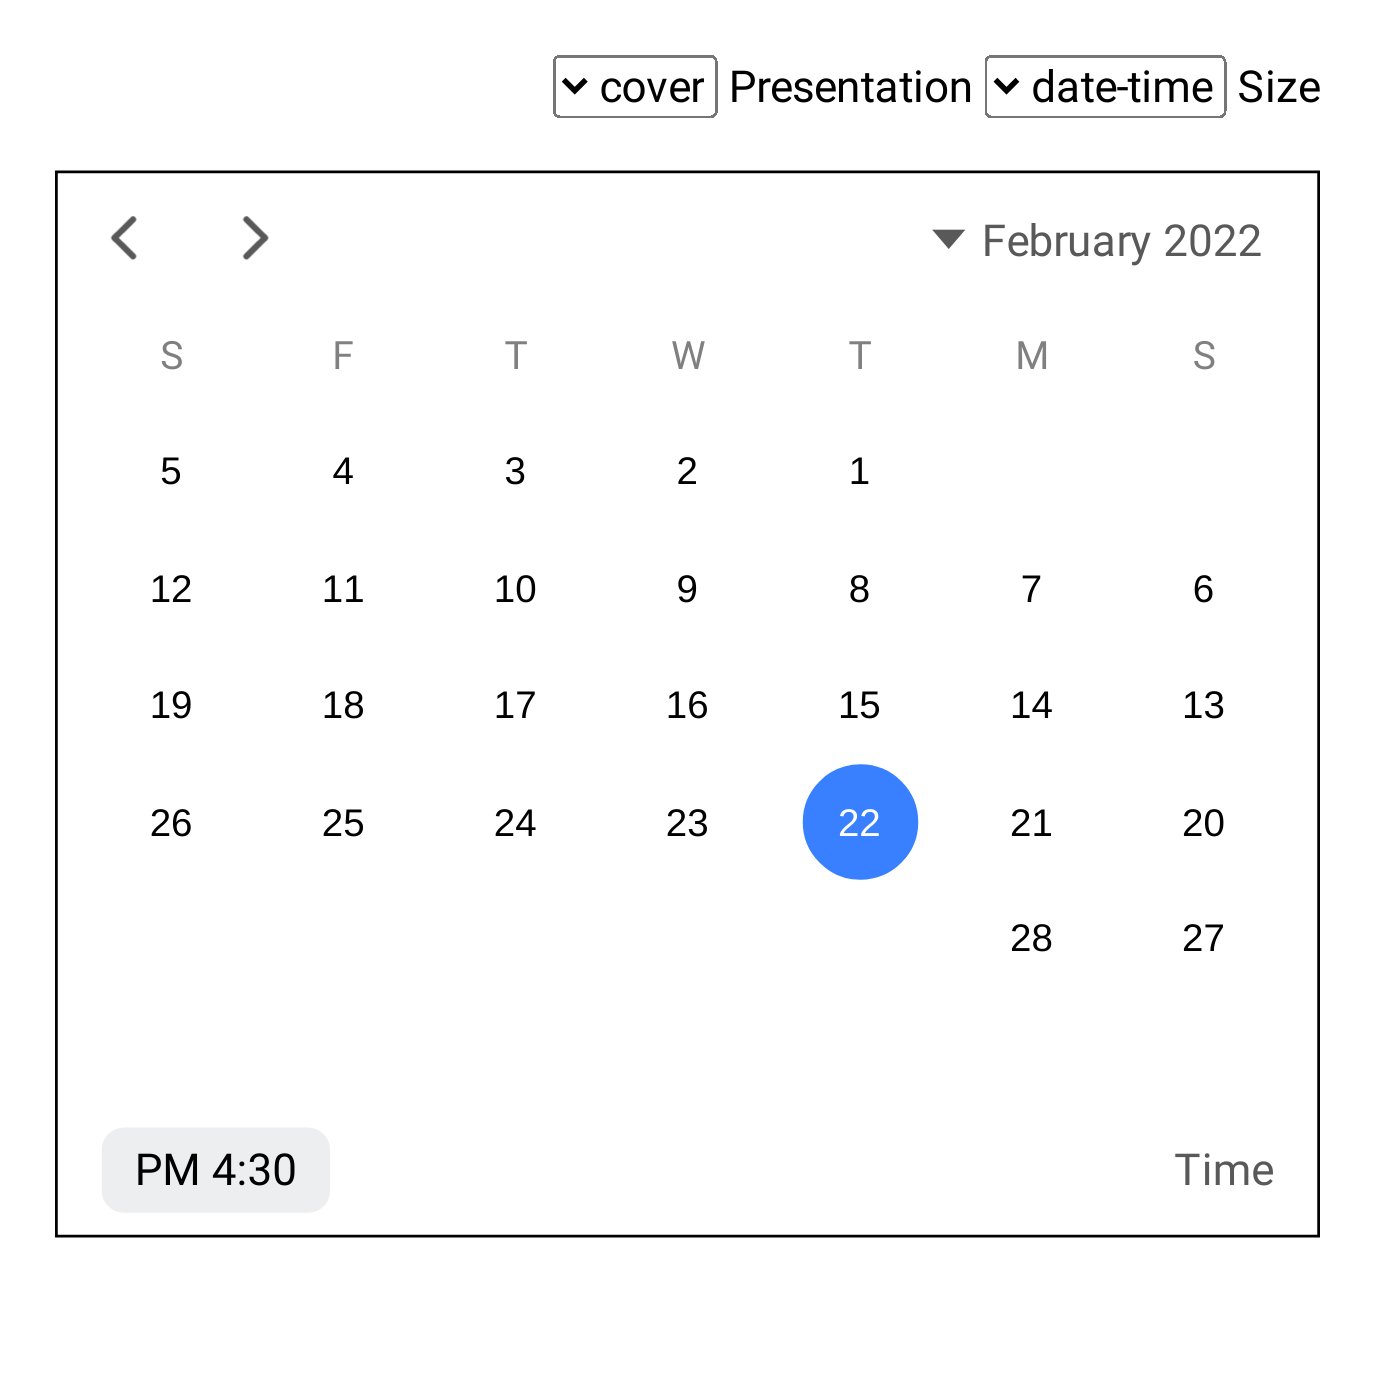 cover Presentation date-time Size
February 2022
S F T W T M S
5 4 3 2 1
12 11 10 9 8 7 6
19 18 17 16 15 14 13
26 25 24 23 22 21 20
28 27
PM 4:30 Time